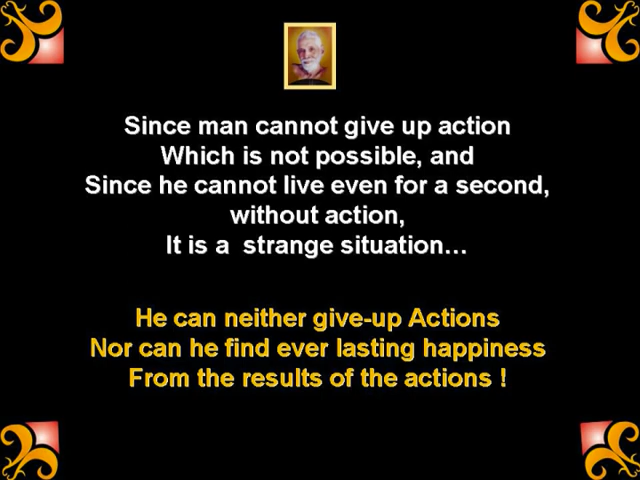 Since man cannot give up action
Which is not possible, and
Since he cannot live even for a second,
without action,
It is a  strange situation…
He can neither give-up Actions
Nor can he find ever lasting happiness
From the results of the actions !